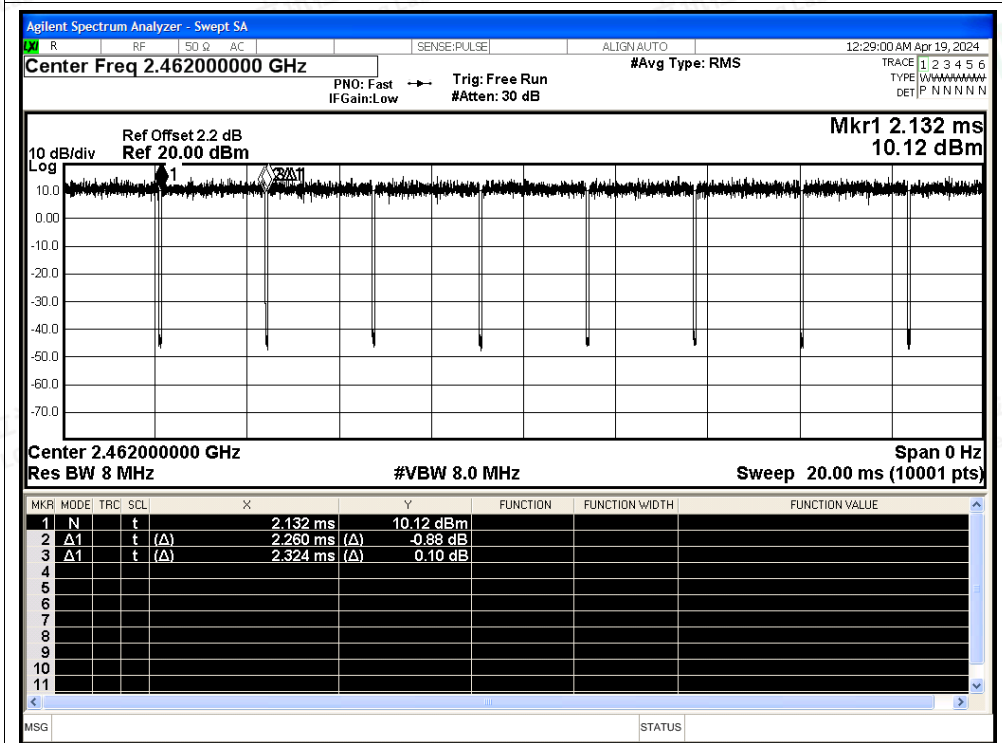 Agilent Spectrum Analyzer - Swept SA
LXI R RF 50 Ω AC SENSE:PULSE ALIGN AUTO 12:29:00 AM Apr 19, 2024
Center Freq 2.462000000 GHz #Avg Type: RMS TRACE 1 2 3 4 5 6
PNO: Fast Trig: Free Run TYPE WWWWWW
IFGain:Low #Atten: 30 dB DET P N N N N N
Mkr1 2.132 ms
Ref Offset 2.2 dB
10 dB/div Ref 20.00 dBm 10.12 dBm
Log
1 3Δ1
10.0
0.00
-10.0
-20.0
-30.0
-40.0
-50.0
-60.0
-70.0
Center 2.462000000 GHz Span 0 Hz
Res BW 8 MHz #VBW 8.0 MHz Sweep 20.00 ms (10001 pts)
MKR MODE TRC SCL X Y FUNCTION FUNCTION WIDTH FUNCTION VALUE
1 N t 2.132 ms 10.12 dBm
2 Δ1 t (Δ) 2.260 ms (Δ) -0.88 dB
3 Δ1 t (Δ) 2.324 ms (Δ) 0.10 dB
4
5
6
7
8
9
10
11
MSG STATUS